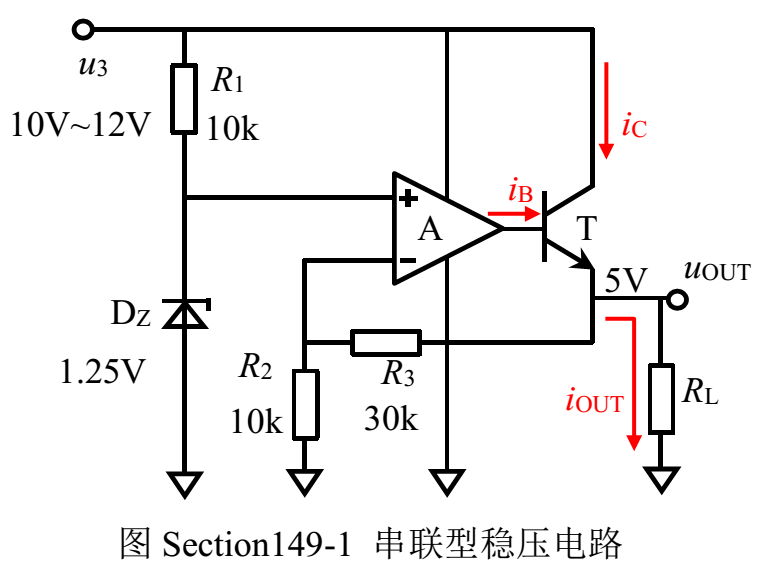 u3
R1
10V~12V
10k
iC
iB
+
A
T
−
5V
uOUT
DZ
1.25V
R2
R3
10k
30k
iOUT
RL
图 Section149-1 串联型稳压电路